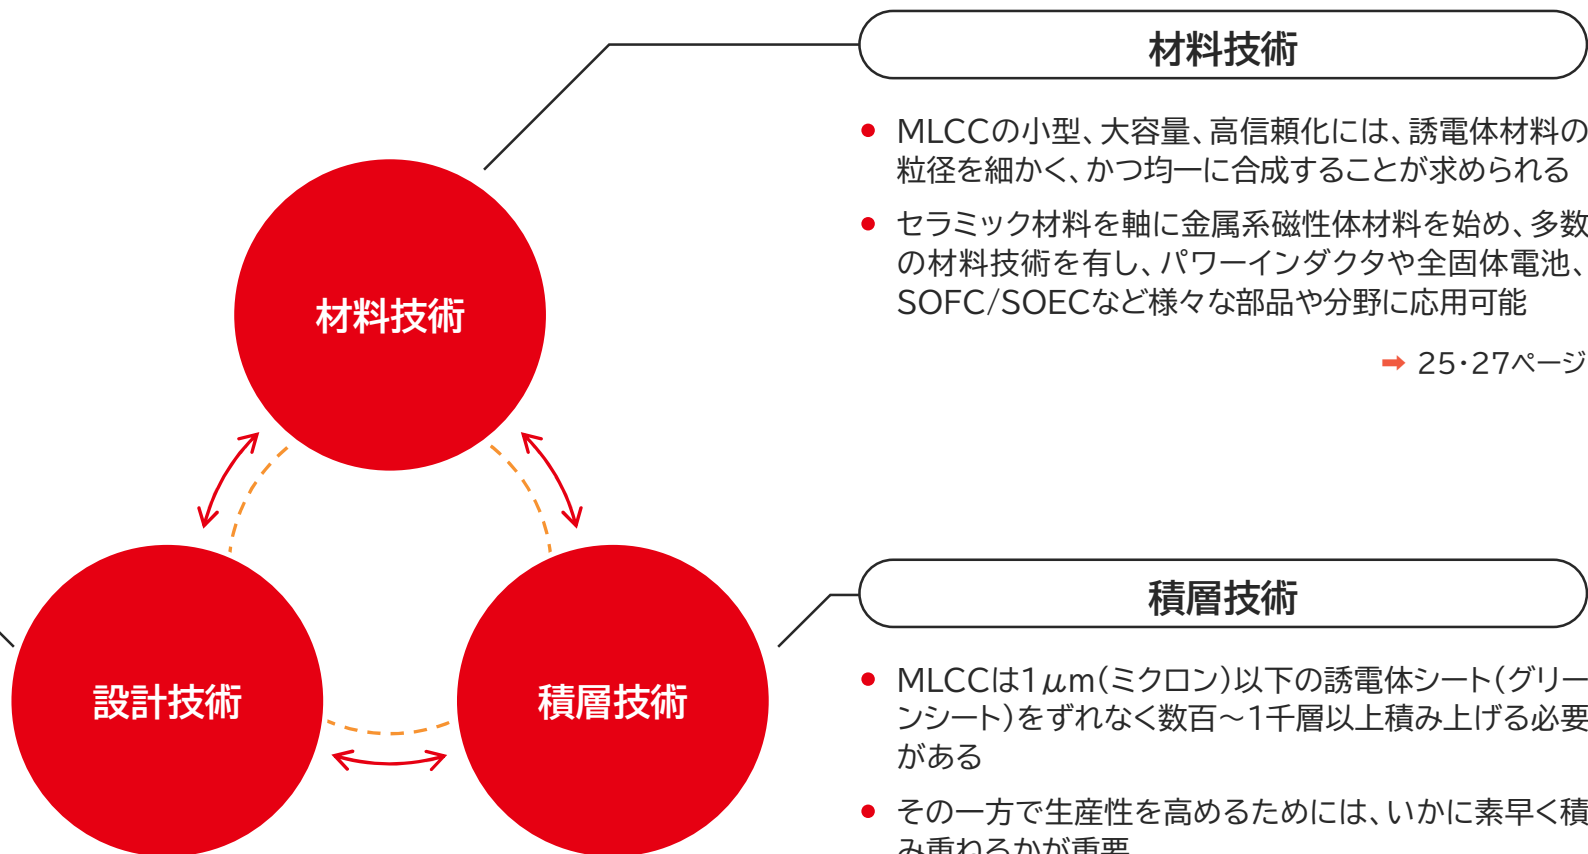 材料技術
MLCCの小型、大容量、高信頼化には、誘電体材料の
粒径を細かく、かつ均一に合成することが求められる
セラミック材料を軸に金属系磁性体材料を始め、多数
の材料技術を有し、パワーインダクタや全固体電池、
SOFC/SOECなど様々な部品や分野に応用可能
➡ 25・27ページ
材料技術
設計技術
積層技術
積層技術
MLCCは1μm(ミクロン)以下の誘電体シート(グリー
ンシート)をずれなく数百～1千層以上積み上げる必要
がある
その一方で生産性を高めるためには、いかに素早く積
み重ねるかが重要